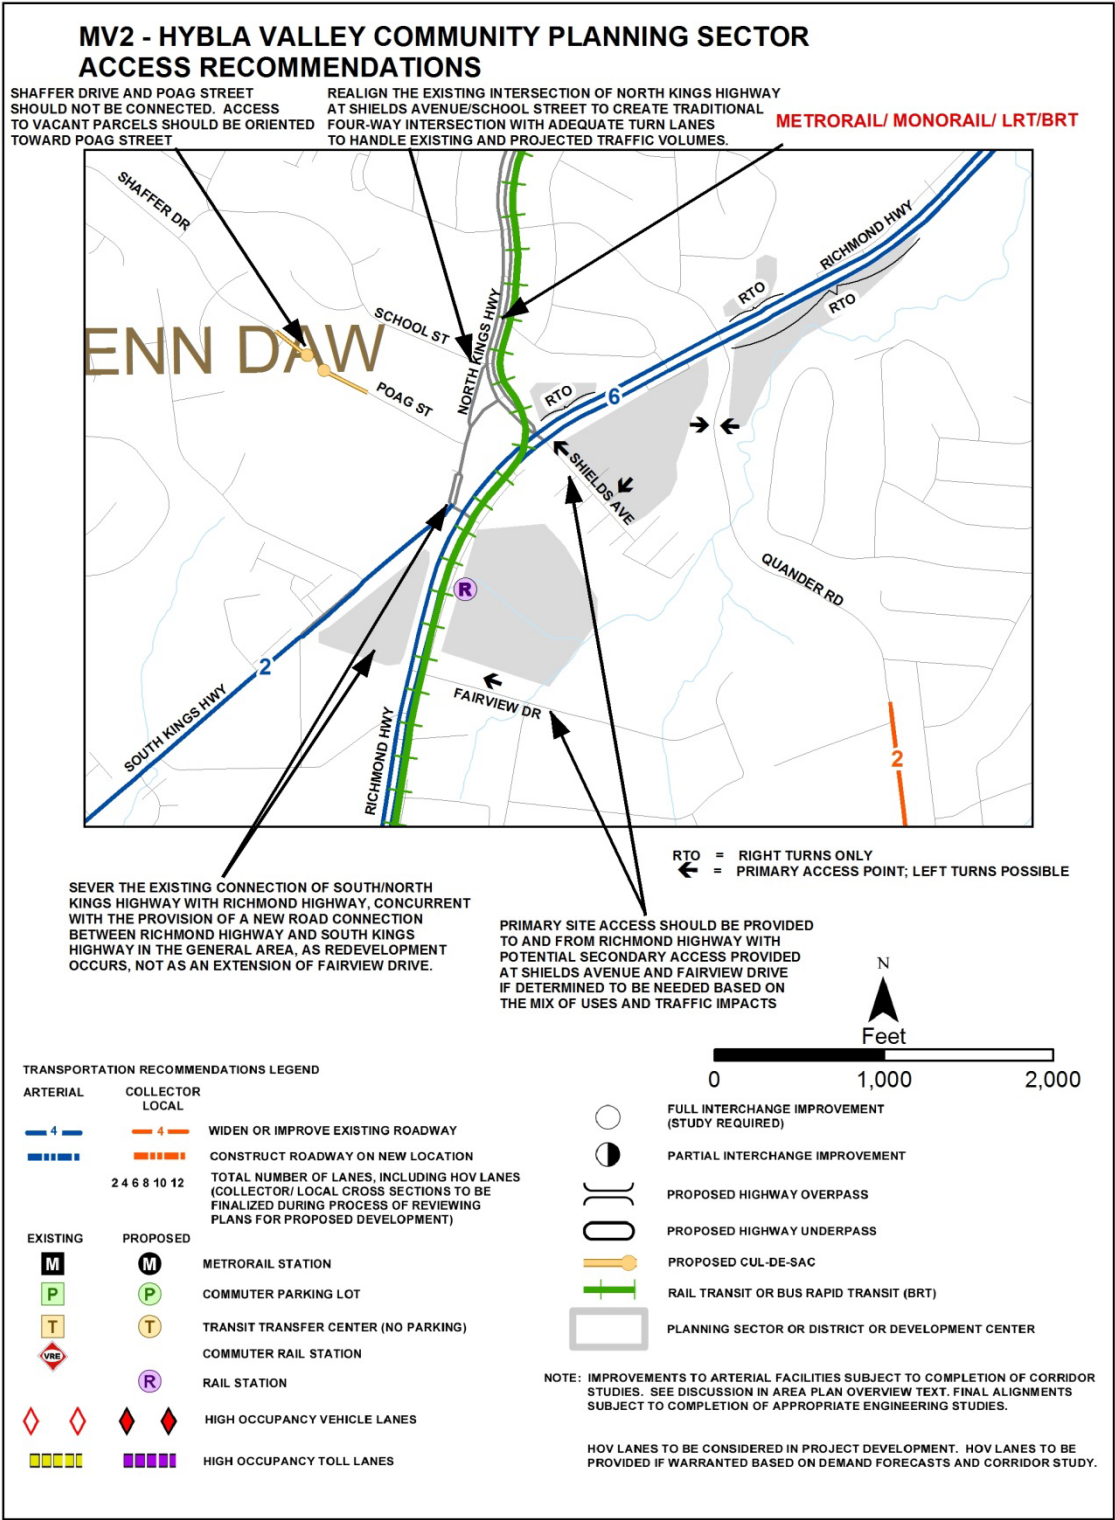 MV2 - HYBLA VALLEY COMMUNITY PLANNING SECTOR
ACCESS RECOMMENDATIONS
SHAFFER DRIVE AND POAG STREET
SHOULD NOT BE CONNECTED. ACCESS
TO VACANT PARCELS SHOULD BE ORIENTED
TOWARD POAG STREET
REALIGN THE EXISTING INTERSECTION OF NORTH KINGS HIGHWAY
AT SHIELDS AVENUE/SCHOOL STREET TO CREATE TRADITIONAL
FOUR-WAY INTERSECTION WITH ADEQUATE TURN LANES
TO HANDLE EXISTING AND PROJECTED TRAFFIC VOLUMES.
METRORAIL/ MONORAIL/ LRT/BRT
SHAFFER DR
RICHMOND HWY
RTO
RTO
SCHOOL ST
NORTH KINGS HWY
ENN DAW
POAG ST
RTO
6
SHIELDS AVE
QUANDER RD
R
2
FAIRVIEW DR
SOUTH KINGS HWY
RICHMOND HWY
2
RTO = RIGHT TURNS ONLY
= PRIMARY ACCESS POINT; LEFT TURNS POSSIBLE
SEVER THE EXISTING CONNECTION OF SOUTH/NORTH
KINGS HIGHWAY WITH RICHMOND HIGHWAY, CONCURRENT
WITH THE PROVISION OF A NEW ROAD CONNECTION
BETWEEN RICHMOND HIGHWAY AND SOUTH KINGS
HIGHWAY IN THE GENERAL AREA, AS REDEVELOPMENT
OCCURS, NOT AS AN EXTENSION OF FAIRVIEW DRIVE.
PRIMARY SITE ACCESS SHOULD BE PROVIDED
TO AND FROM RICHMOND HIGHWAY WITH
POTENTIAL SECONDARY ACCESS PROVIDED
AT SHIELDS AVENUE AND FAIRVIEW DRIVE
IF DETERMINED TO BE NEEDED BASED ON
THE MIX OF USES AND TRAFFIC IMPACTS
N
Feet
0 1,000 2,000
TRANSPORTATION RECOMMENDATIONS LEGEND
ARTERIAL
COLLECTOR
LOCAL
4 4 WIDEN OR IMPROVE EXISTING ROADWAY
CONSTRUCT ROADWAY ON NEW LOCATION
2 4 6 8 10 12 TOTAL NUMBER OF LANES, INCLUDING HOV LANES
(COLLECTOR/ LOCAL CROSS SECTIONS TO BE
FINALIZED DURING PROCESS OF REVIEWING
PLANS FOR PROPOSED DEVELOPMENT)
EXISTING PROPOSED
M M METRORAIL STATION
P P COMMUTER PARKING LOT
T T TRANSIT TRANSFER CENTER (NO PARKING)
VRE COMMUTER RAIL STATION
R RAIL STATION
HIGH OCCUPANCY VEHICLE LANES
HIGH OCCUPANCY TOLL LANES
FULL INTERCHANGE IMPROVEMENT
(STUDY REQUIRED)
PARTIAL INTERCHANGE IMPROVEMENT
PROPOSED HIGHWAY OVERPASS
PROPOSED HIGHWAY UNDERPASS
PROPOSED CUL-DE-SAC
RAIL TRANSIT OR BUS RAPID TRANSIT (BRT)
PLANNING SECTOR OR DISTRICT OR DEVELOPMENT CENTER
NOTE: IMPROVEMENTS TO ARTERIAL FACILITIES SUBJECT TO COMPLETION OF CORRIDOR
STUDIES. SEE DISCUSSION IN AREA PLAN OVERVIEW TEXT. FINAL ALIGNMENTS
SUBJECT TO COMPLETION OF APPROPRIATE ENGINEERING STUDIES.
HOV LANES TO BE CONSIDERED IN PROJECT DEVELOPMENT. HOV LANES TO BE
PROVIDED IF WARRANTED BASED ON DEMAND FORECASTS AND CORRIDOR STUDY.